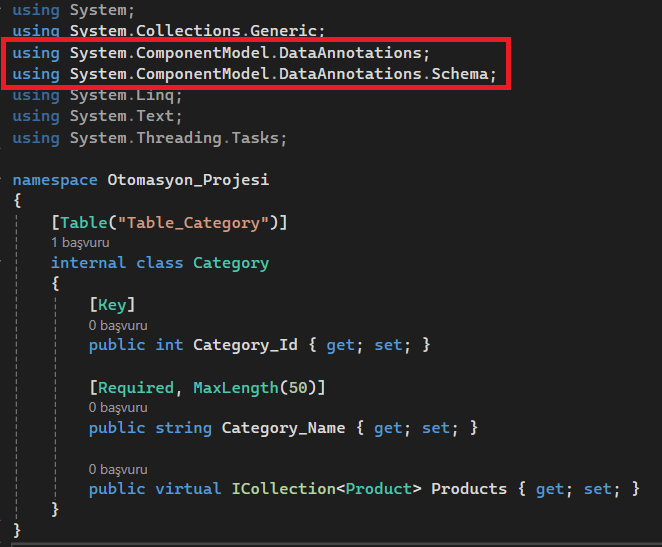 using System;
using System.Collections.Generic;
using System.ComponentModel.DataAnnotations;
using System.ComponentModel.DataAnnotations.Schema;
using System.Linq;
using System.Text;
using System.Threading.Tasks;
namespace Otomasyon_Projesi
{
[Table("Table_Category")]
1 başvuru
internal class Category
{
[Key]
0 başvuru
public int Category_Id { get; set; }
[Required, MaxLength(50)]
0 başvuru
public string Category_Name { get; set; }
0 başvuru
public virtual ICollection<Product> Products { get; set; }
}
}